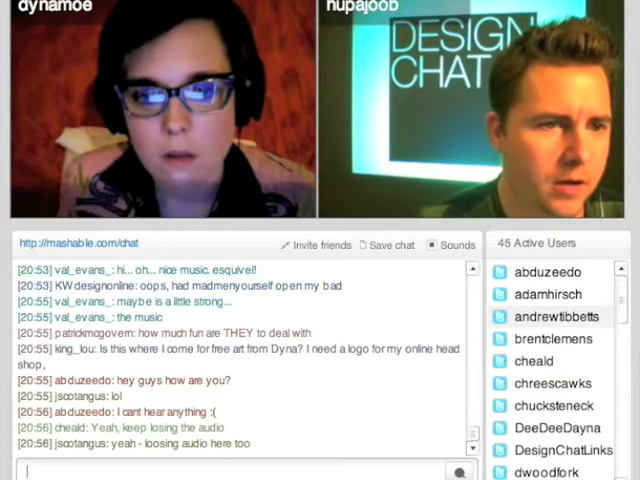 dynamoe
hupajoob
DESIGN
CHAT
http://mashable.com/chat
Invite friends
Save chat
Sounds
45 Active Users
[20:53] val_evans_: hi... oh... nice music. esquivel!
[20:53] KWdesignonline: oops, had madmenyourself open my bad
[20:55] val_evans_: maybe is a little strong...
[20:55] val_evans_: the music
[20:55] patrickmcgovern: how much fun are THEY to deal with
[20:55] king_lou: Is this where I come for free art from Dyna? I need a logo for my online head
shop,
[20:55] abduzeedo: hey guys how are you?
[20:55] jscotangus: lol
[20:56] abduzeedo: I cant hear anything :(
[20:56] cheald: Yeah, keep losing the audio
[20:56] jscotangus: yeah - loosing audio here too
abduzeedo
adamhirsch
andrewtibbetts
brentclemens
cheald
chreescawks
chucksteneck
DeeDeeDayna
DesignChatLinks
dwoodfork